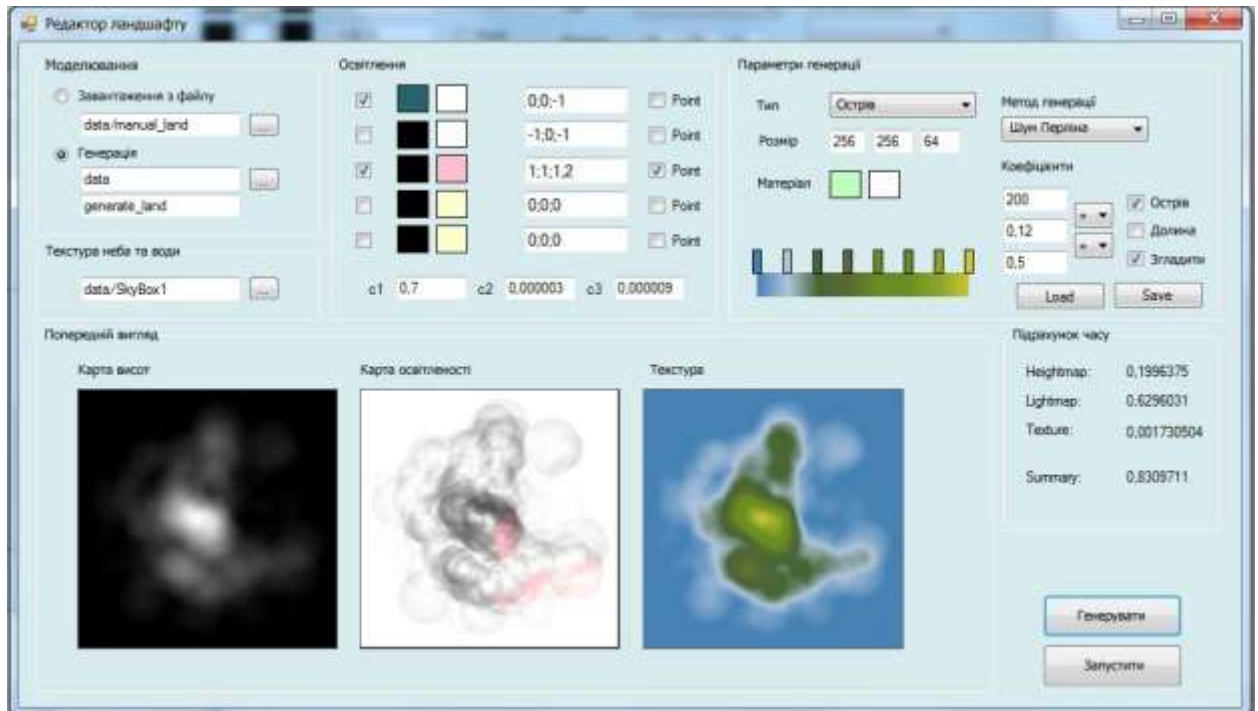 Редактор ландшафту
Моделювання
Завантаження з файлу
data/manual_land
...
Генерація
data
...
generate_land
Текстура неба та води
data/SkyBox1
...
Освітлення
0;0;-1
Point
-1;0;-1
Point
1;1;1,2
Point
0;0;0
Point
0;0;0
Point
c1 0,7 c2 0,000003 c3 0,000009
Параметри генерації
Тип Острів
Розмір 256 256 64
Матеріал
Метод генерації
Шум Перліна
Коефіцієнти
200
0,12
0,5
Острів
Долина
Згладити
Load Save
Попередній вигляд
Карта висот
Карта освітленості
Текстура
Підрахунок часу
Heightmap: 0,1996375
Lightmap: 0,6296031
Texture: 0,001730504
Summary: 0,8309711
Генерувати
Запустити